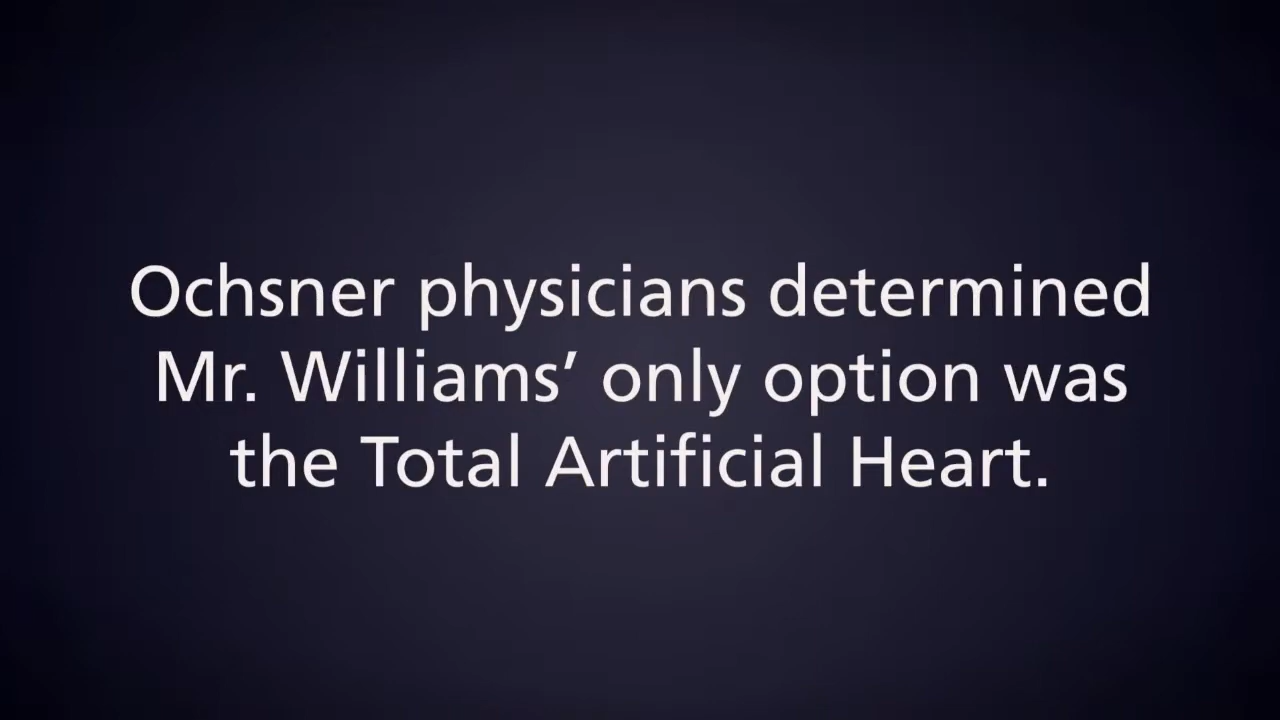 Ochsner physicians determined
Mr. Williams’ only option was
the Total Artificial Heart.